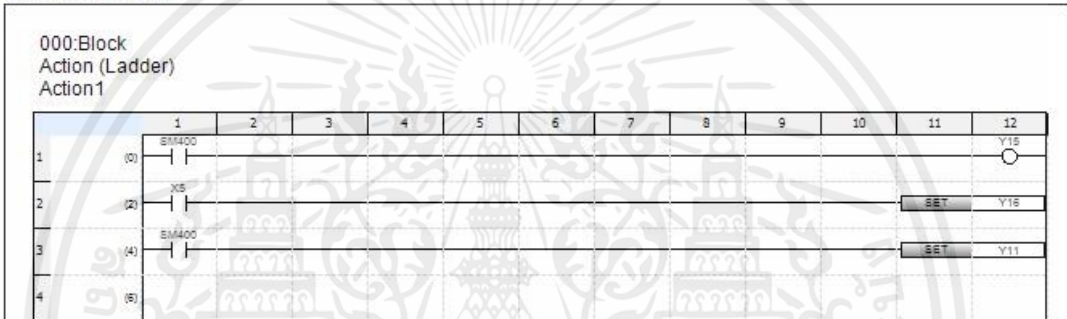 000:Block
Action (Ladder)
Action1
1 2 3 4 5 6 7 8 9 10 11 12
1 (0) SM400 Y15
2 (2) X5 SET Y16
3 (4) SM400 SET Y11
4 (6)